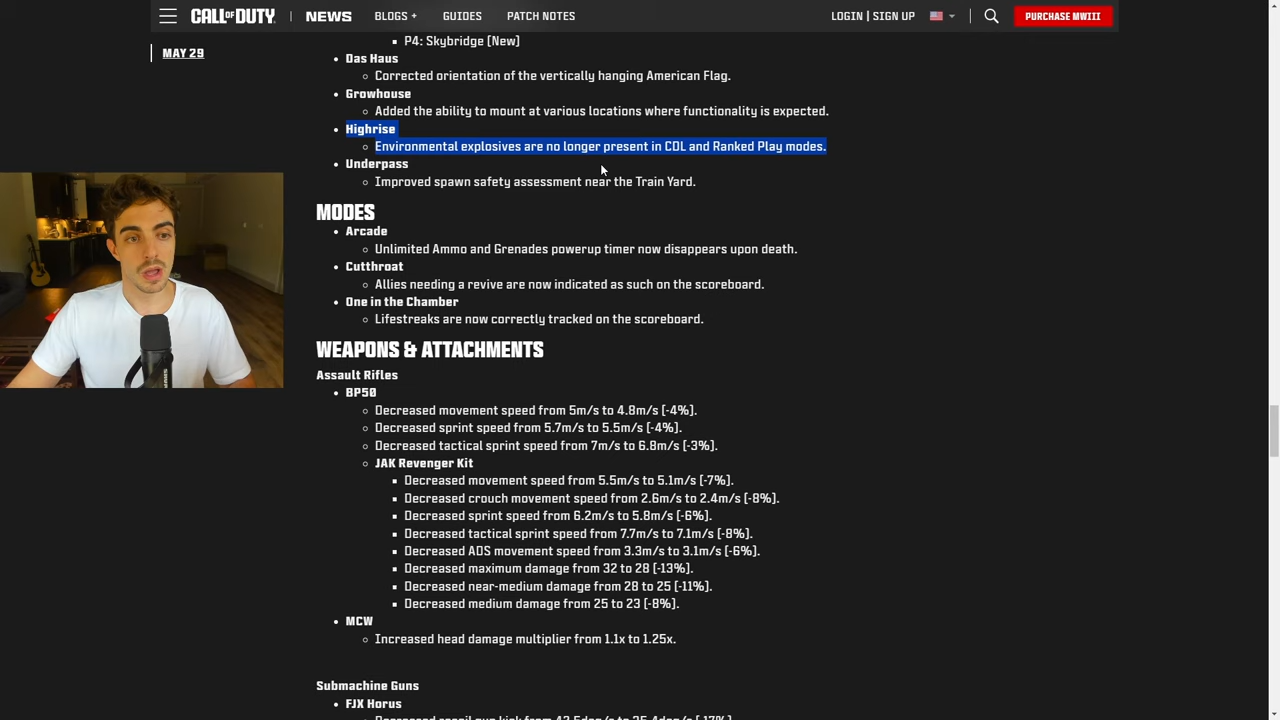 CALL OF DUTY. NEWS BLOGS + GUIDES PATCH NOTES LOGIN | SIGN UP PURCHASE MWIII
MAY 29
P4: Skybridge [New]
Das Haus
Corrected orientation of the vertically hanging American Flag.
Growhouse
Added the ability to mount at various locations where functionality is expected.
Highrise
Environmental explosives are no longer present in CDL and Ranked Play modes.
Underpass
Improved spawn safety assessment near the Train Yard.
MODES
Arcade
Unlimited Ammo and Grenades powerup timer now disappears upon death.
Cutthroat
Allies needing a revive are now indicated as such on the scoreboard.
One in the Chamber
Lifestreaks are now correctly tracked on the scoreboard.
WEAPONS & ATTACHMENTS
Assault Rifles
BP50
Decreased movement speed from 5m/s to 4.8m/s [-4%].
Decreased sprint speed from 5.7m/s to 5.5m/s [-4%].
Decreased tactical sprint speed from 7m/s to 6.8m/s [-3%].
JAK Revenger Kit
Decreased movement speed from 5.5m/s to 5.1m/s [-7%].
Decreased crouch movement speed from 2.6m/s to 2.4m/s [-8%].
Decreased sprint speed from 6.2m/s to 5.8m/s [-6%].
Decreased tactical sprint speed from 7.7m/s to 7.1m/s [-8%].
Decreased ADS movement speed from 3.3m/s to 3.1m/s [-6%].
Decreased maximum damage from 32 to 28 [-13%].
Decreased near-medium damage from 28 to 25 [-11%].
Decreased medium damage from 25 to 23 [-8%].
MCW
Increased head damage multiplier from 1.1x to 1.25x.
Submachine Guns
FJX Horus